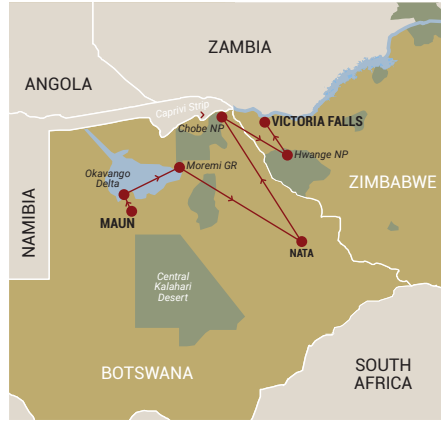 ZAMBIA
ANGOLA
Caprivi Strip
VICTORIA FALLS
Chobe NP
Hwange NP
Moremi GR
Okavango
Delta
ZIMBABWE
NAMIBIA
MAUN
NATA
Central
Kalahari
Desert
SOUTH
AFRICA
BOTSWANA